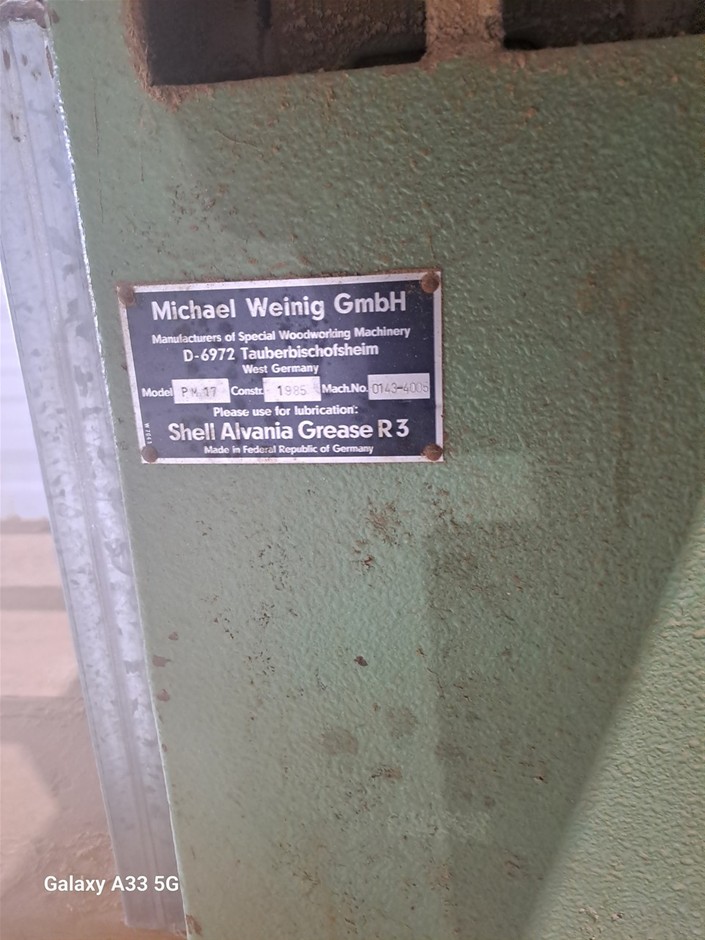 Michael Weinig GmbH
Manufacturers of Special Woodworking Machinery
D-6972 Tauberbischofsheim
West Germany
Model PM 17 Constr. 1985 Mach.No. 0143-4005
Please use for lubrication:
Shell Alvania Grease R 3
Made in Federal Republic of Germany
Galaxy A33 5G